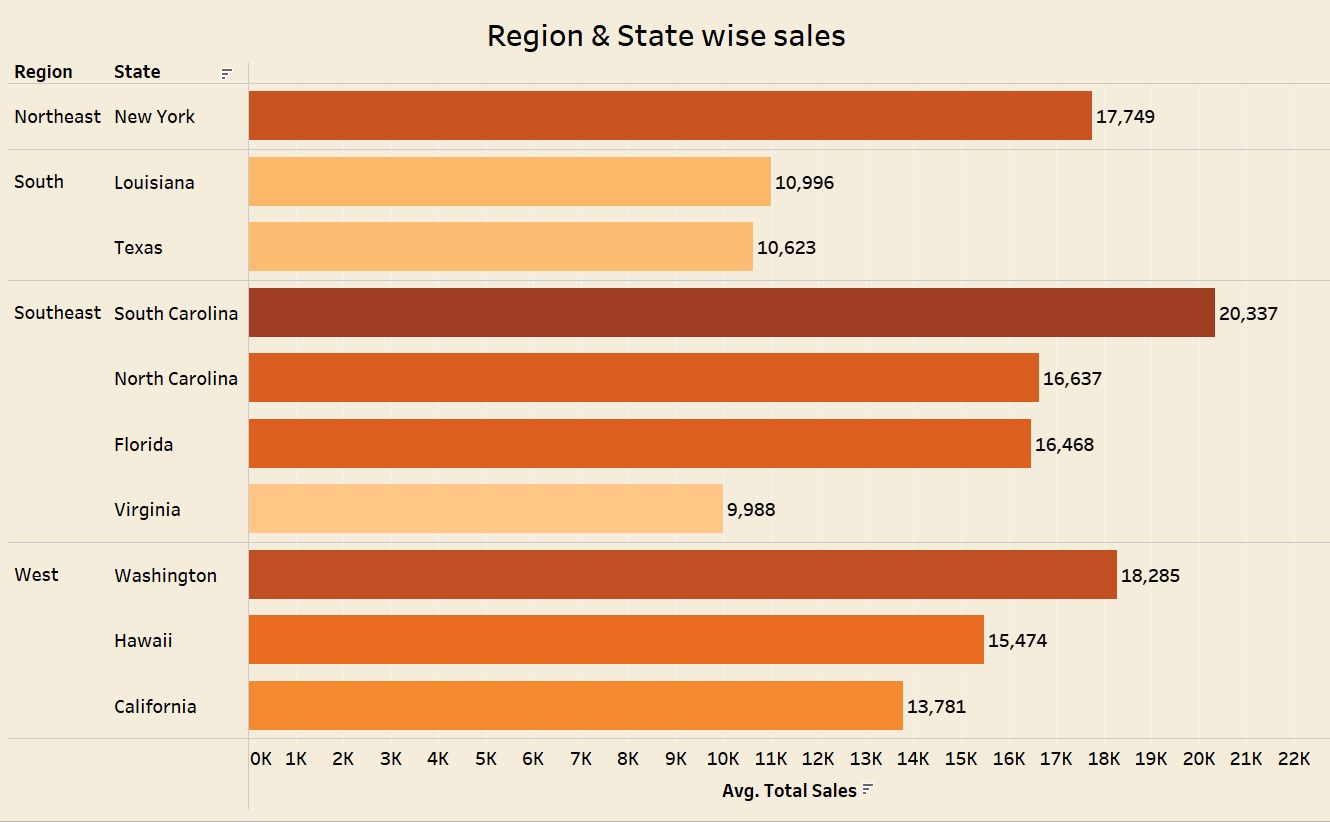 Region & State wise sales
Region State
Northeast New York 17,749
South Louisiana 10,996
Texas 10,623
Southeast South Carolina 20,337
North Carolina 16,637
Florida 16,468
Virginia 9,988
West Washington 18,285
Hawaii 15,474
California 13,781
0K 1K 2K 3K 4K 5K 6K 7K 8K 9K 10K 11K 12K 13K 14K 15K 16K 17K 18K 19K 20K 21K 22K
Avg. Total Sales